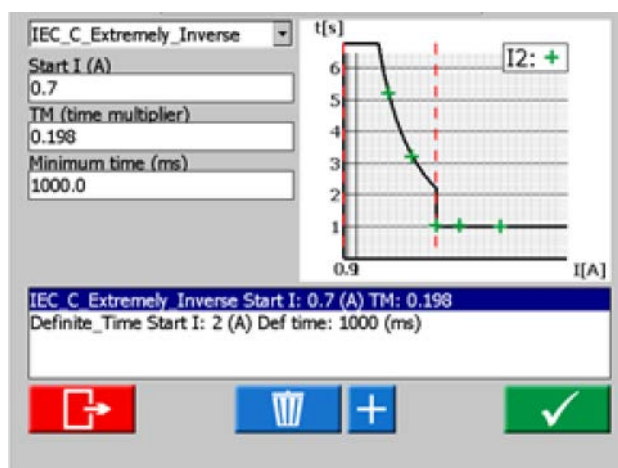 IEC_C_Extremely_Inverse
Start I (A)
0.7
TM (time multiplier)
0.198
Minimum time (ms)
1000.0
t[s]
I2: +
6
5
4
3
2
1
0.9
I[A]
IEC_C_Extremely_Inverse Start I: 0.7 (A) TM: 0.198
Definite_Time Start I: 2 (A) Def time: 1000 (ms)